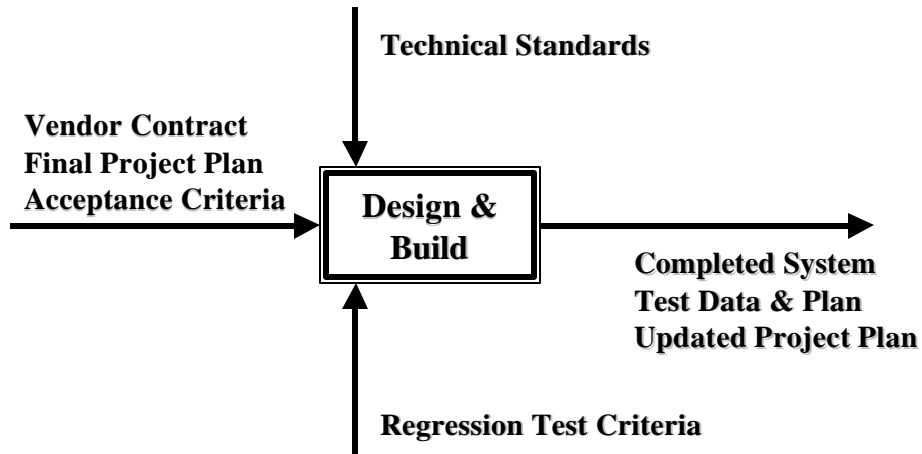 Technical Standards
Vendor Contract
Final Project Plan
Acceptance Criteria
Design &
Build
Completed System
Test Data & Plan
Updated Project Plan
Regression Test Criteria